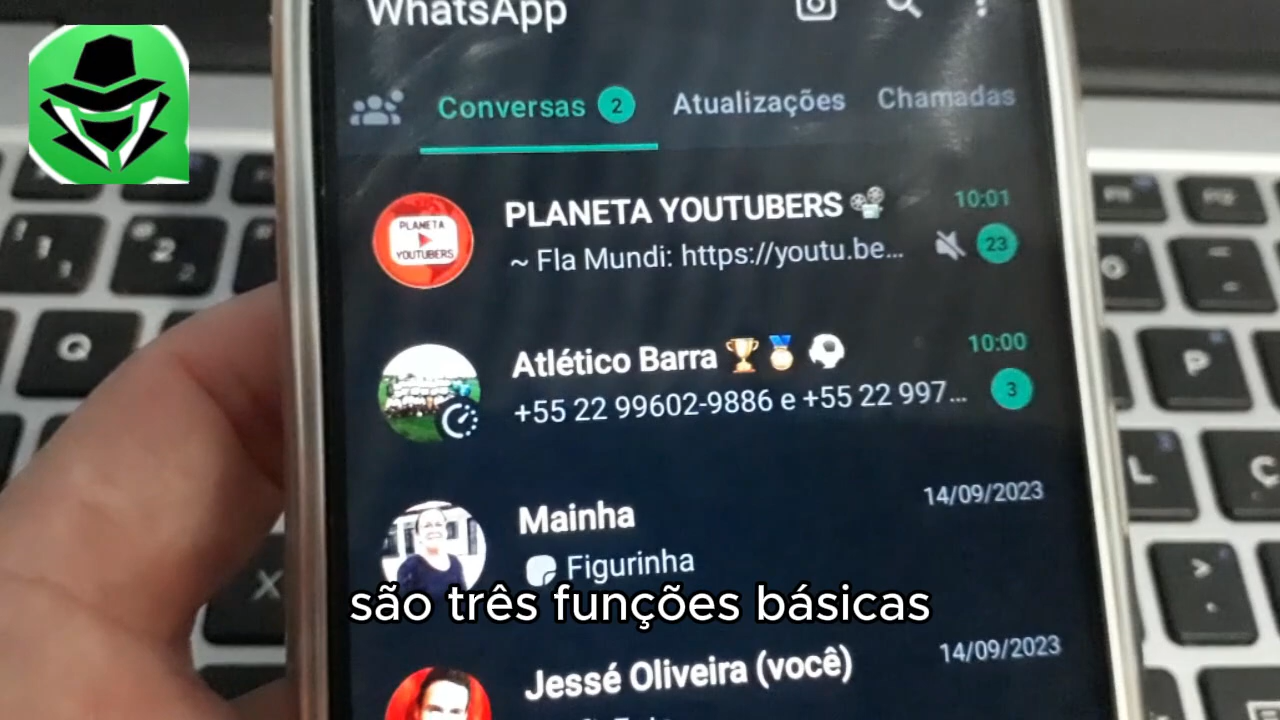 WhatsApp
Conversas 2
Atualizações
Chamadas
PLANETA YOUTUBERS
10:01
PLANETA
YOUTUBERS
~ Fla Mundi: https://youtu.be...
23
Atlético Barra
10:00
+55 22 99602-9886 e +55 22 997...
3
Mainha
14/09/2023
Figurinha
são três funções básicas
Jessé Oliveira (você)
14/09/2023
1
2
Q
P
L
Ç
X